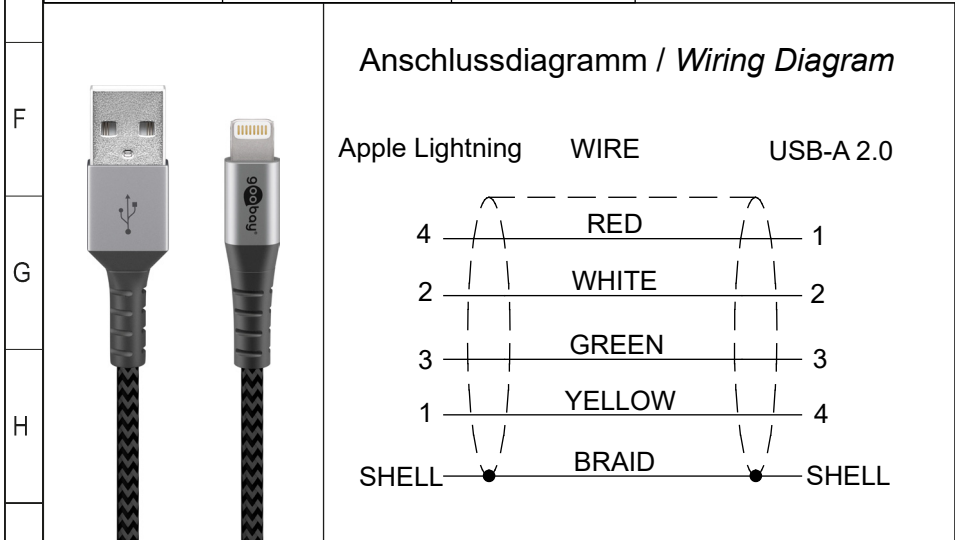 F
G
H
goobay
Anschlussdiagramm / Wiring Diagram
Apple Lightning WIRE USB-A 2.0
4 RED 1
2 WHITE 2
3 GREEN 3
1 YELLOW 4
SHELL BRAID SHELL